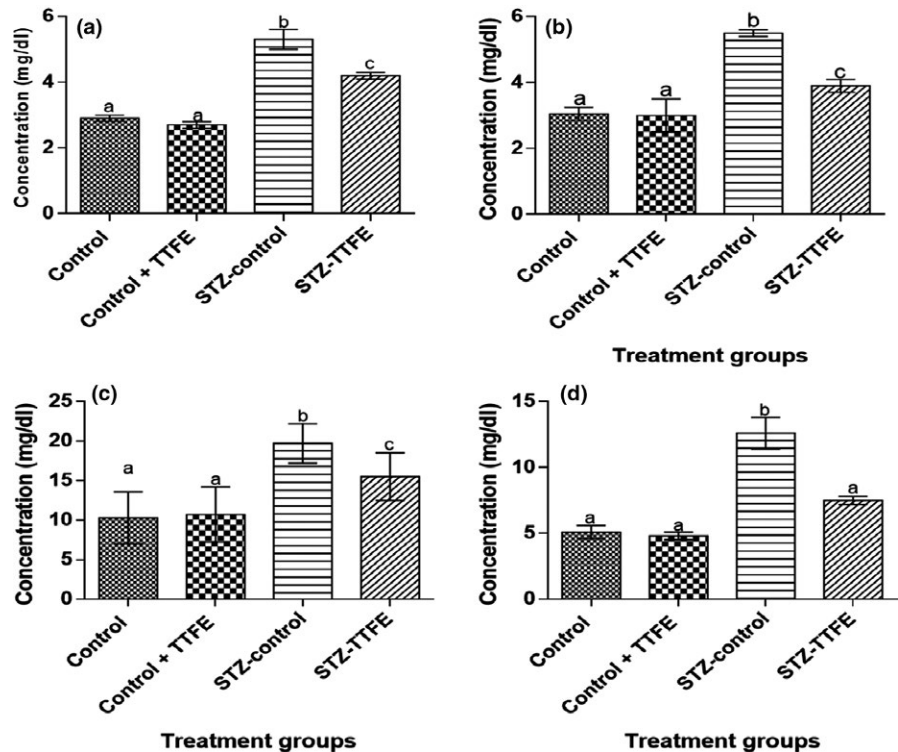 (a)
Concentration (mg/dl)
6
4
2
0
a
a
b
c
Control
Control + TTFE
STZ-control
STZ-TTFE
(b)
Concentration (mg/dl)
6
4
2
0
a
a
b
c
Control
Control + TTFE
STZ-control
STZ-TTFE
Treatment groups
(c)
Concentration (mg/dl)
25
20
15
10
5
0
a
a
b
c
Control
Control + TTFE
STZ-control
STZ-TTFE
Treatment groups
(d)
Concentration (mg/dl)
15
10
5
0
a
a
b
a
Control
Control + TTFE
STZ-control
STZ-TTFE
Treatment groups